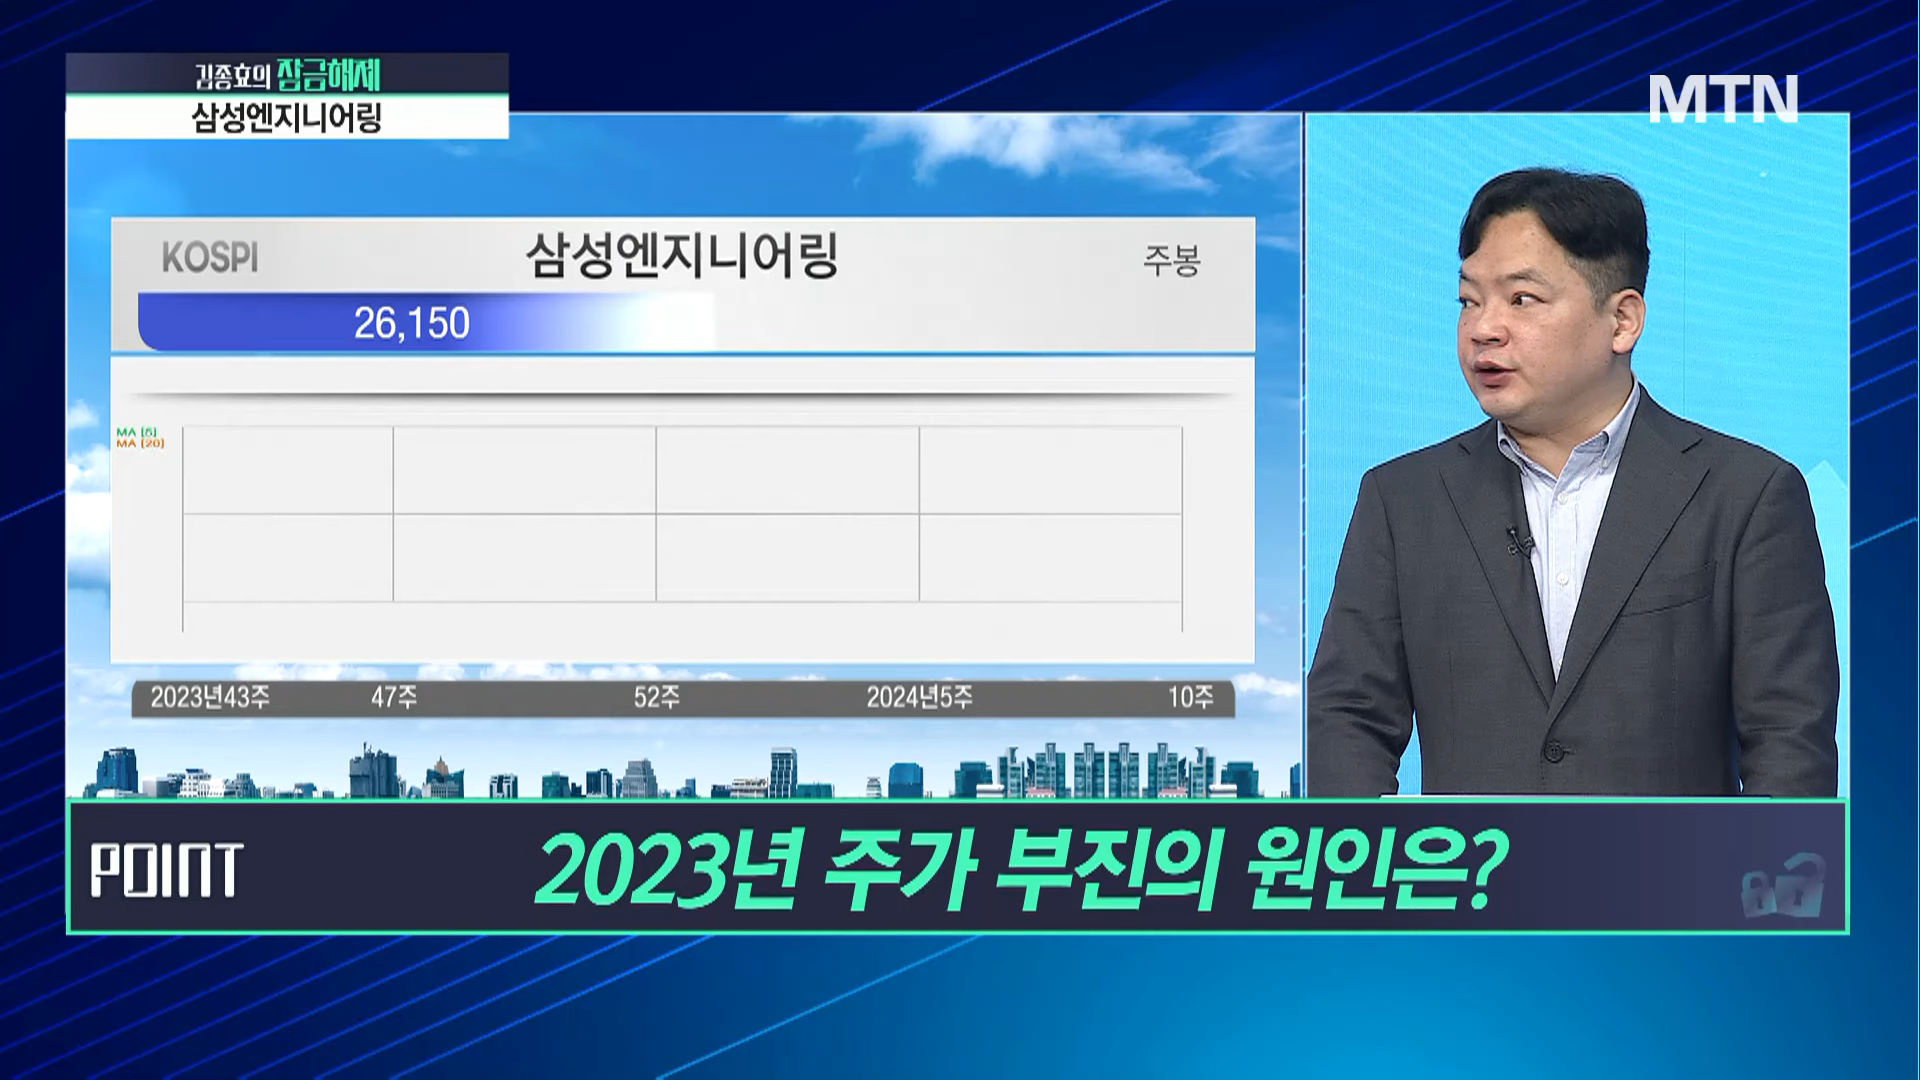 김종효의 잠금해제
삼성엔지니어링
MTN
KOSPI
삼성엔지니어링
주봉
26,150
MA [5]
MA [20]
2023년43주
47주
52주
2024년5주
10주
POINT
2023년 주가 부진의 원인은?